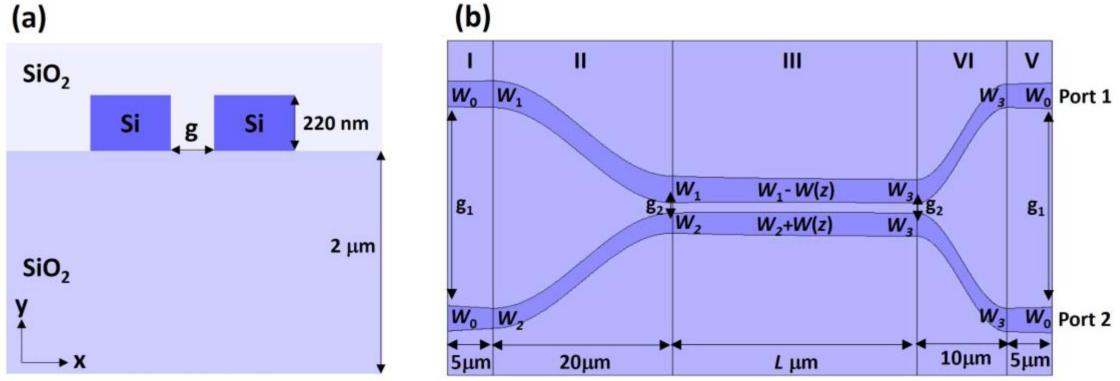 (a)
SiO2
Si
g
Si
220 nm
2 μm
SiO2
y
x
(b)
I
II
III
VI
V
W0
W1
W3
W0
Port 1
g1
W1
W1-W(z)
W3
g2
g2
g1
W2
W2+W(z)
W3
W0
W2
W3
W0
Port 2
5μm
20μm
L μm
10μm
5μm